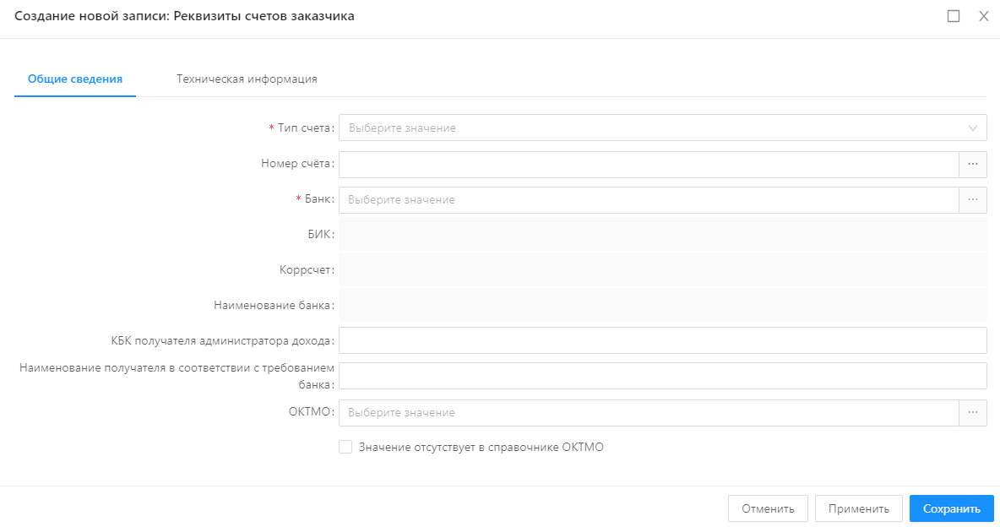 Создание новой записи: Реквизиты счетов заказчика
Общие сведения
Техническая информация
* Тип счета: Выберите значение
Номер счёта: ...
* Банк: Выберите значение ...
БИК:
Коррсчет:
Наименование банка:
КБК получателя администратора дохода:
Наименование получателя в соответствии с требованием
банка:
ОКТМО: Выберите значение ...
Значение отсутствует в справочнике ОКТМО
Отменить Применить Сохранить